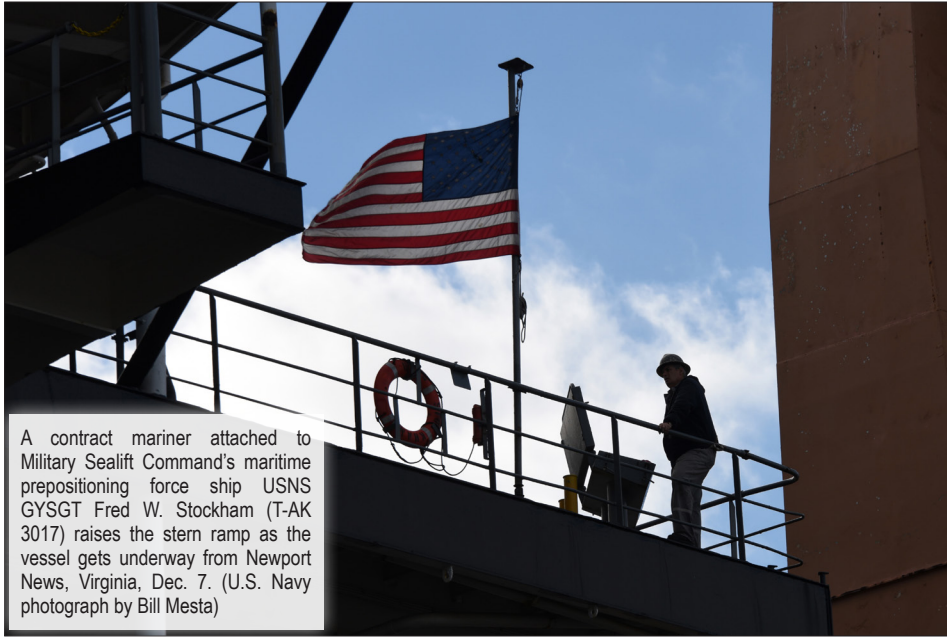 A contract mariner attached to
Military Sealift Command's maritime
prepositioning force ship USNS
GYSGT Fred W. Stockham (T-AK
3017) raises the stern ramp as the
vessel gets underway from Newport
News, Virginia, Dec. 7. (U.S. Navy
photograph by Bill Mesta)